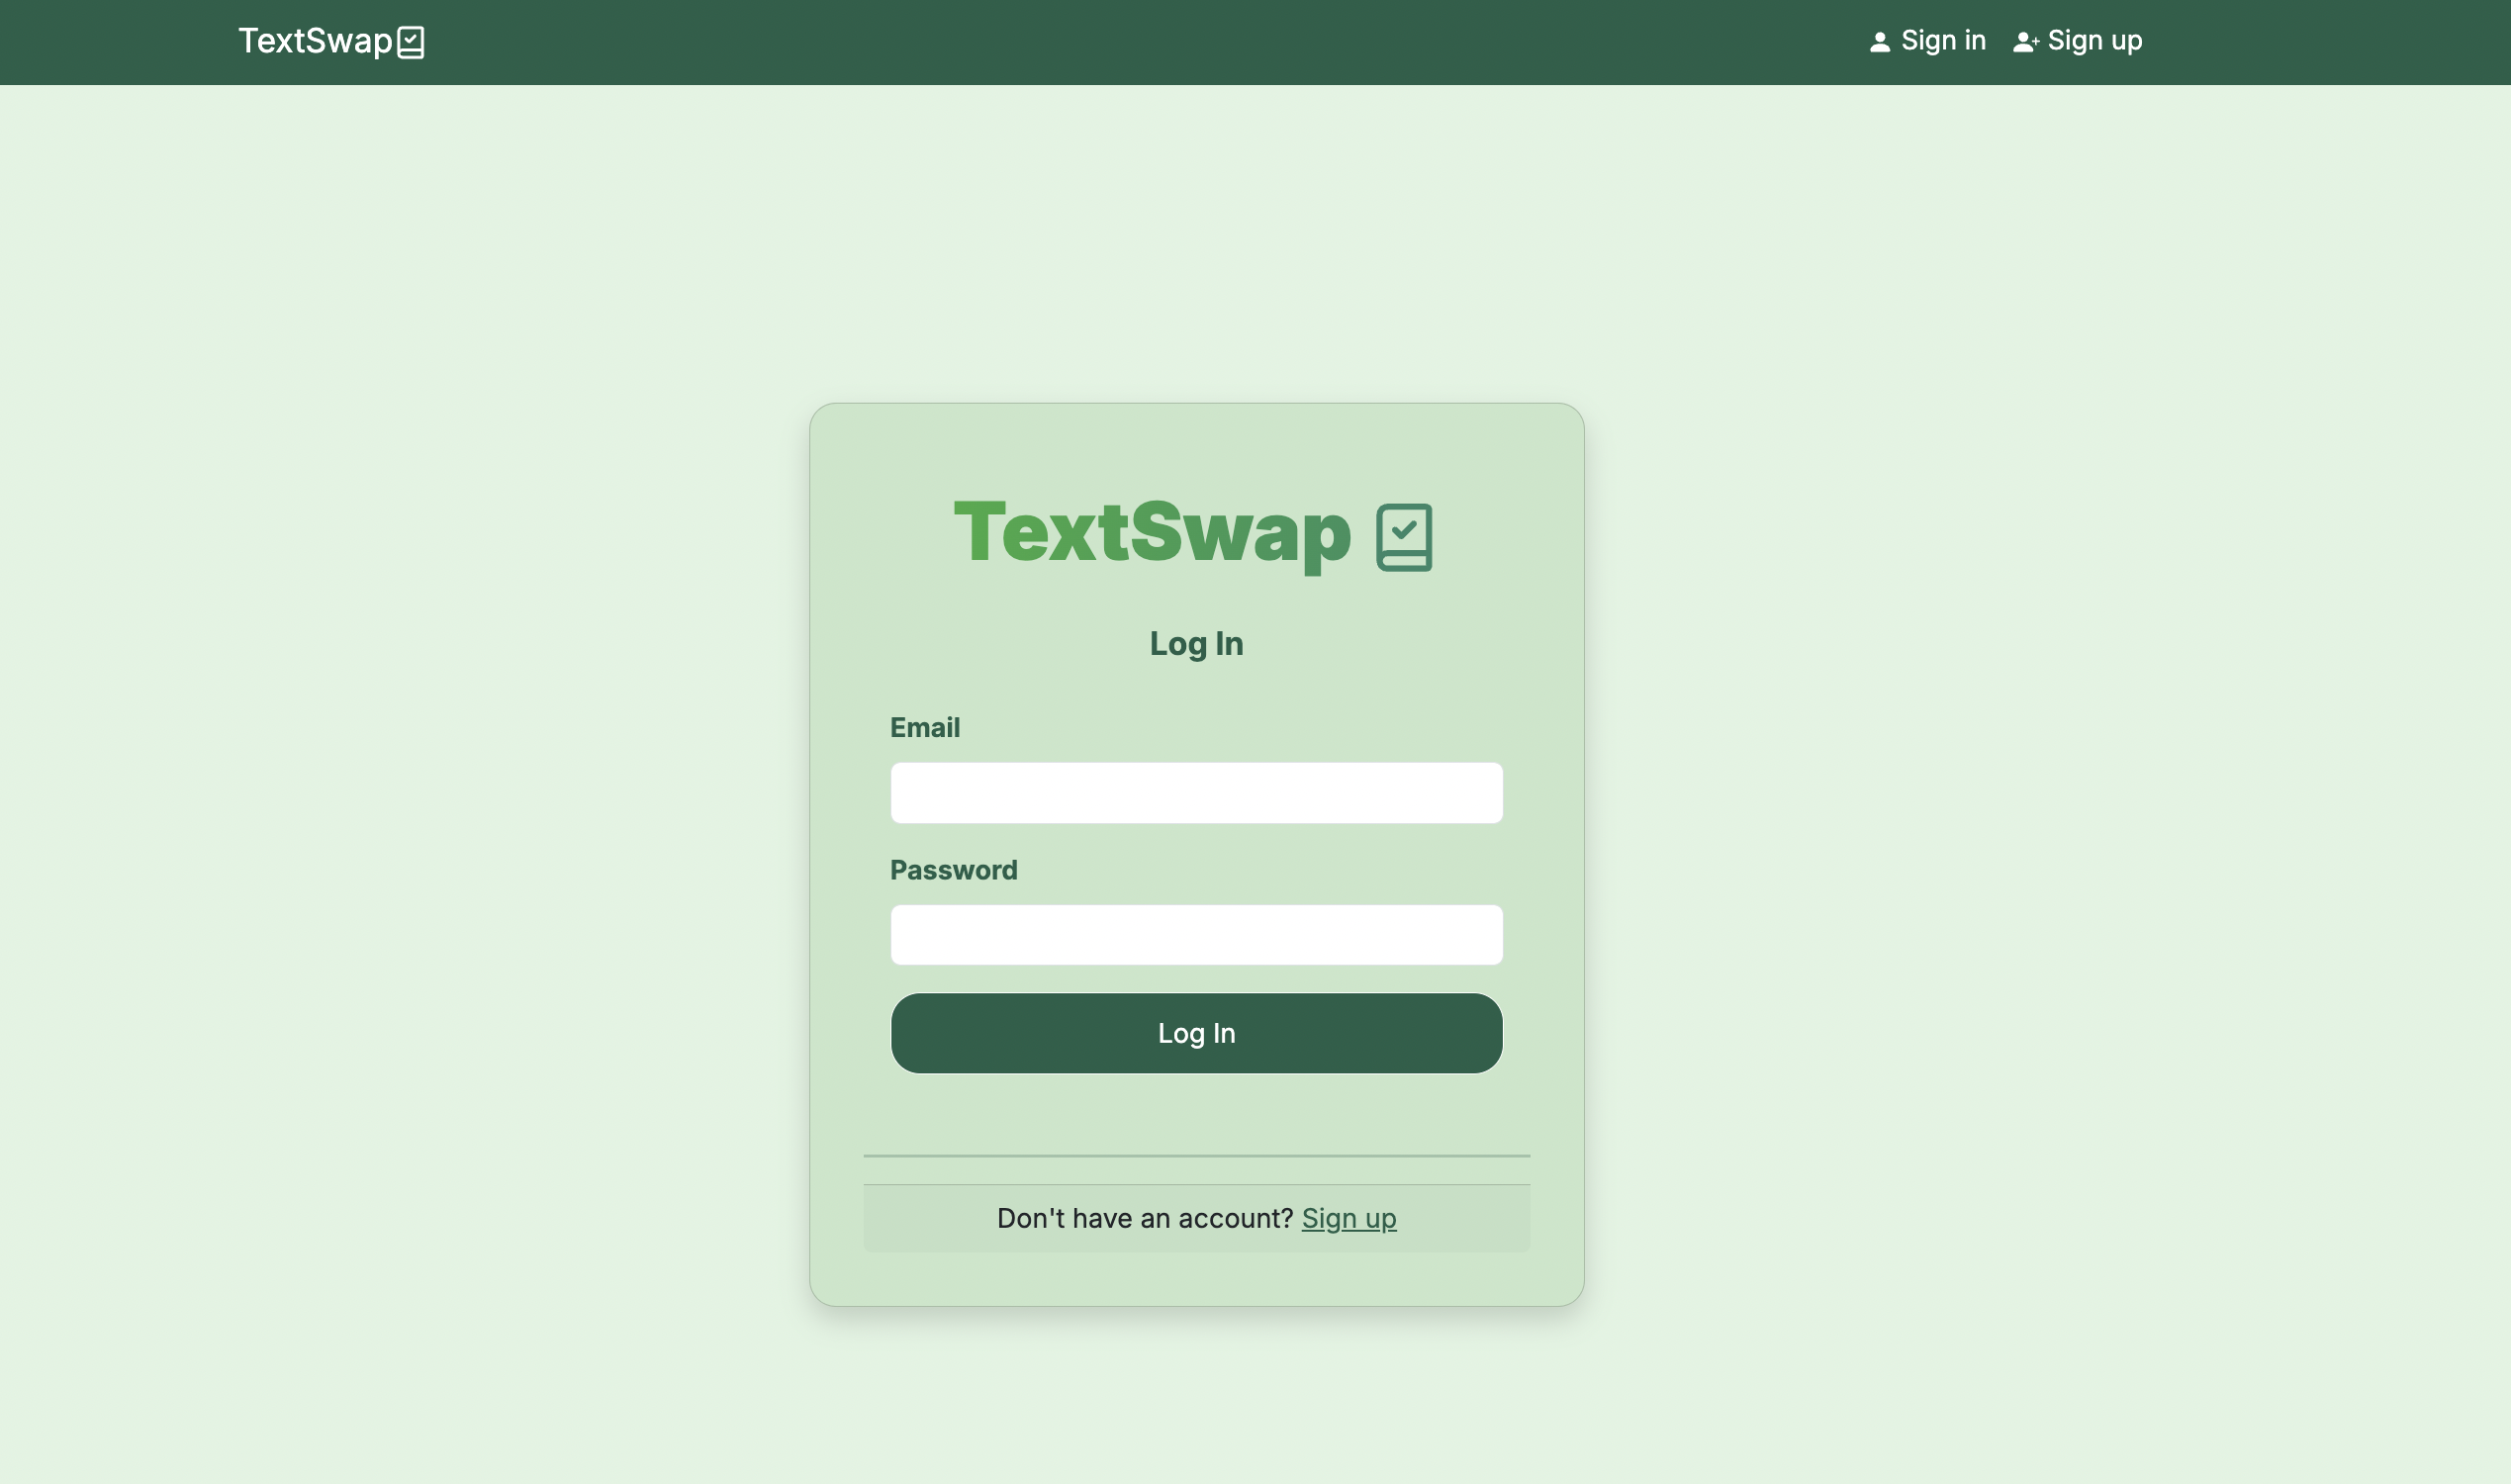 TextSwap
Sign in
Sign up
TextSwap
Log In
Email
Password
Log In
Don't have an account? Sign up